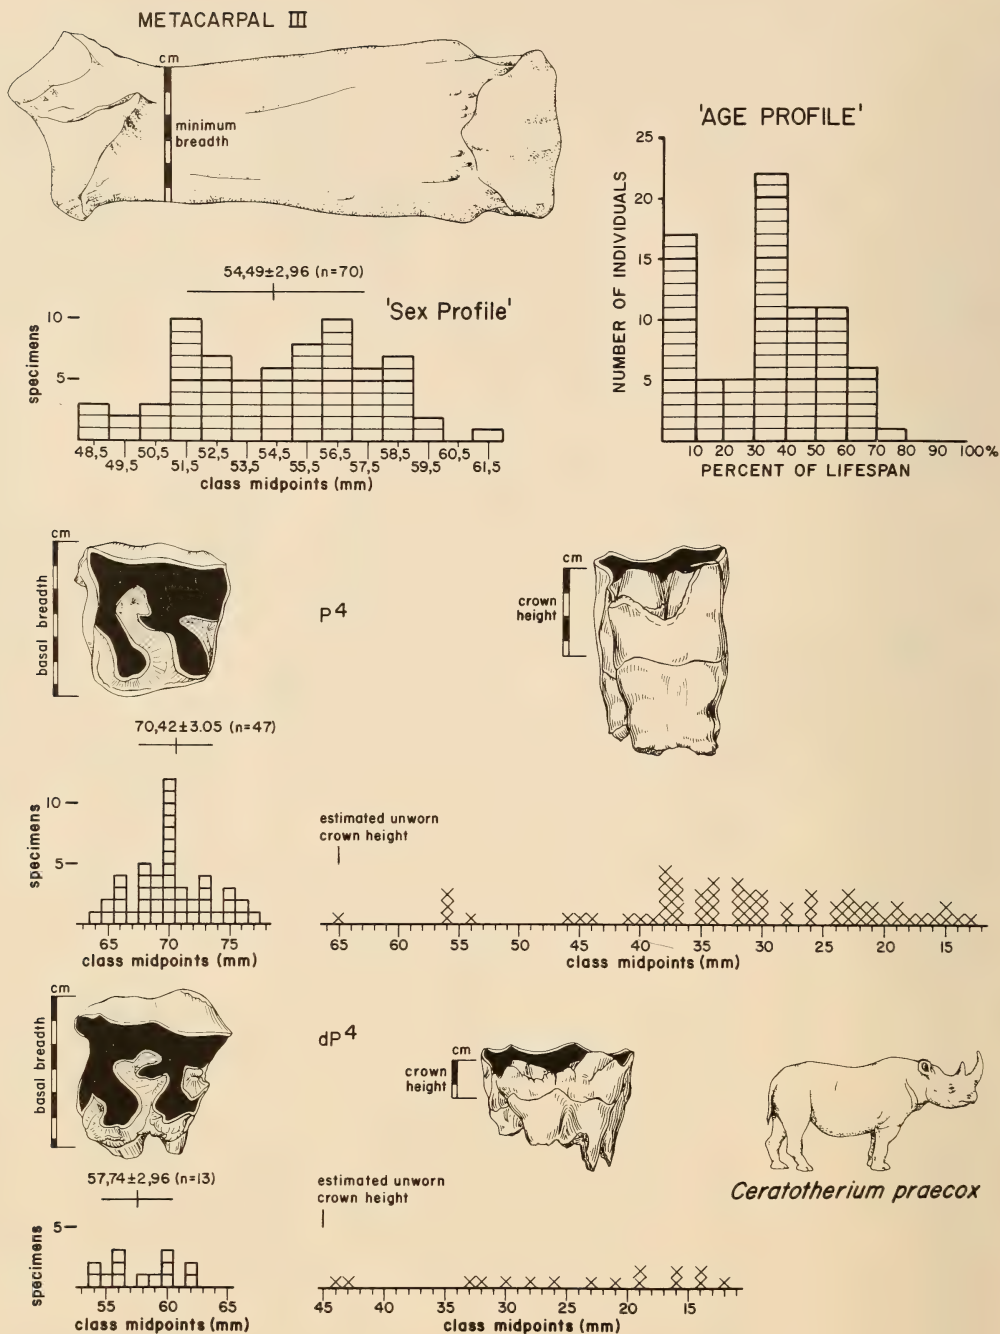 METACARPAL III
cm
minimum
breadth
54,49±2,96 (n=70)
'Sex Profile'
specimens
10
5
48,5 50,5 52,5 54,5 56,5 58,5 60,5
49,5 51,5 53,5 55,5 57,5 59,5 61,5
class midpoints (mm)
'AGE PROFILE'
NUMBER OF INDIVIDUALS
25
20
15
10
5
10 20 30 40 50 60 70 80 90 100%
PERCENT OF LIFESPAN
cm
basal breadth
P4
cm
crown
height
70,42±3.05 (n=47)
specimens
10
5
65 70 75
class midpoints (mm)
estimated unworn
crown height
65 60 55 50 45 40 35 30 25 20 15
class midpoints (mm)
cm
basal breadth
dP4
cm
crown
height
57,74±2,96 (n=13)
specimens
5
55 60 65
class midpoints (mm)
estimated unworn
crown height
45 40 35 30 25 20 15
class midpoints (mm)
Ceratotherium praecox